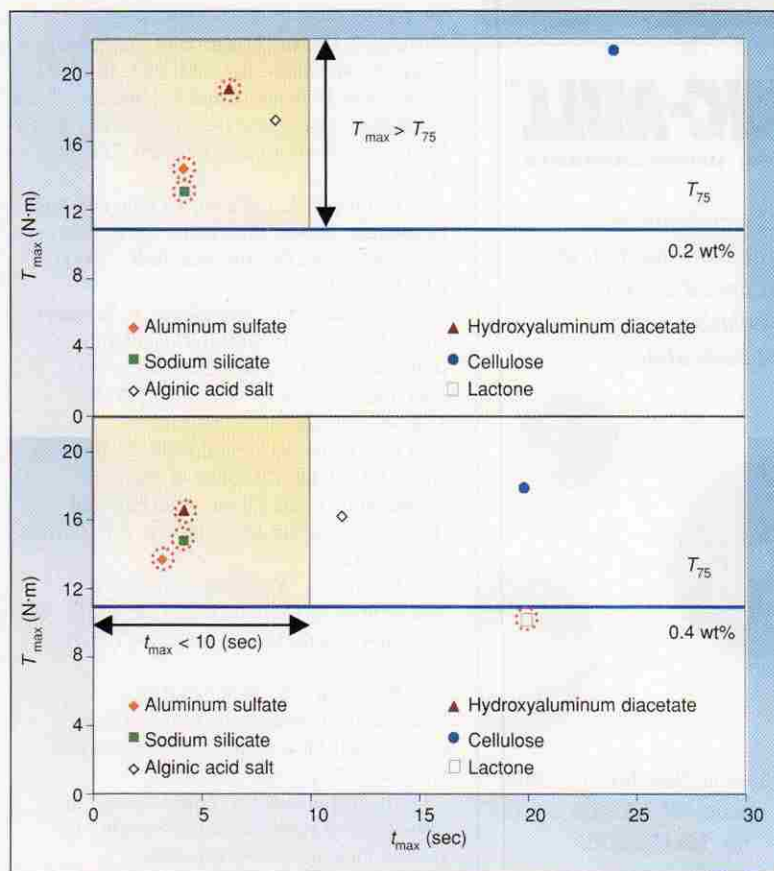 20
16
12
8
4
0
T_max (N·m)
T_max > T_75
T_75
0.2 wt%
Aluminum sulfate
Sodium silicate
Alginic acid salt
Hydroxyaluminum diacetate
Cellulose
Lactone
20
16
12
8
4
0
T_max (N·m)
T_75
0.4 wt%
t_max < 10 (sec)
Aluminum sulfate
Sodium silicate
Alginic acid salt
Hydroxyaluminum diacetate
Cellulose
Lactone
0 5 10 15 20 25 30
t_max (sec)